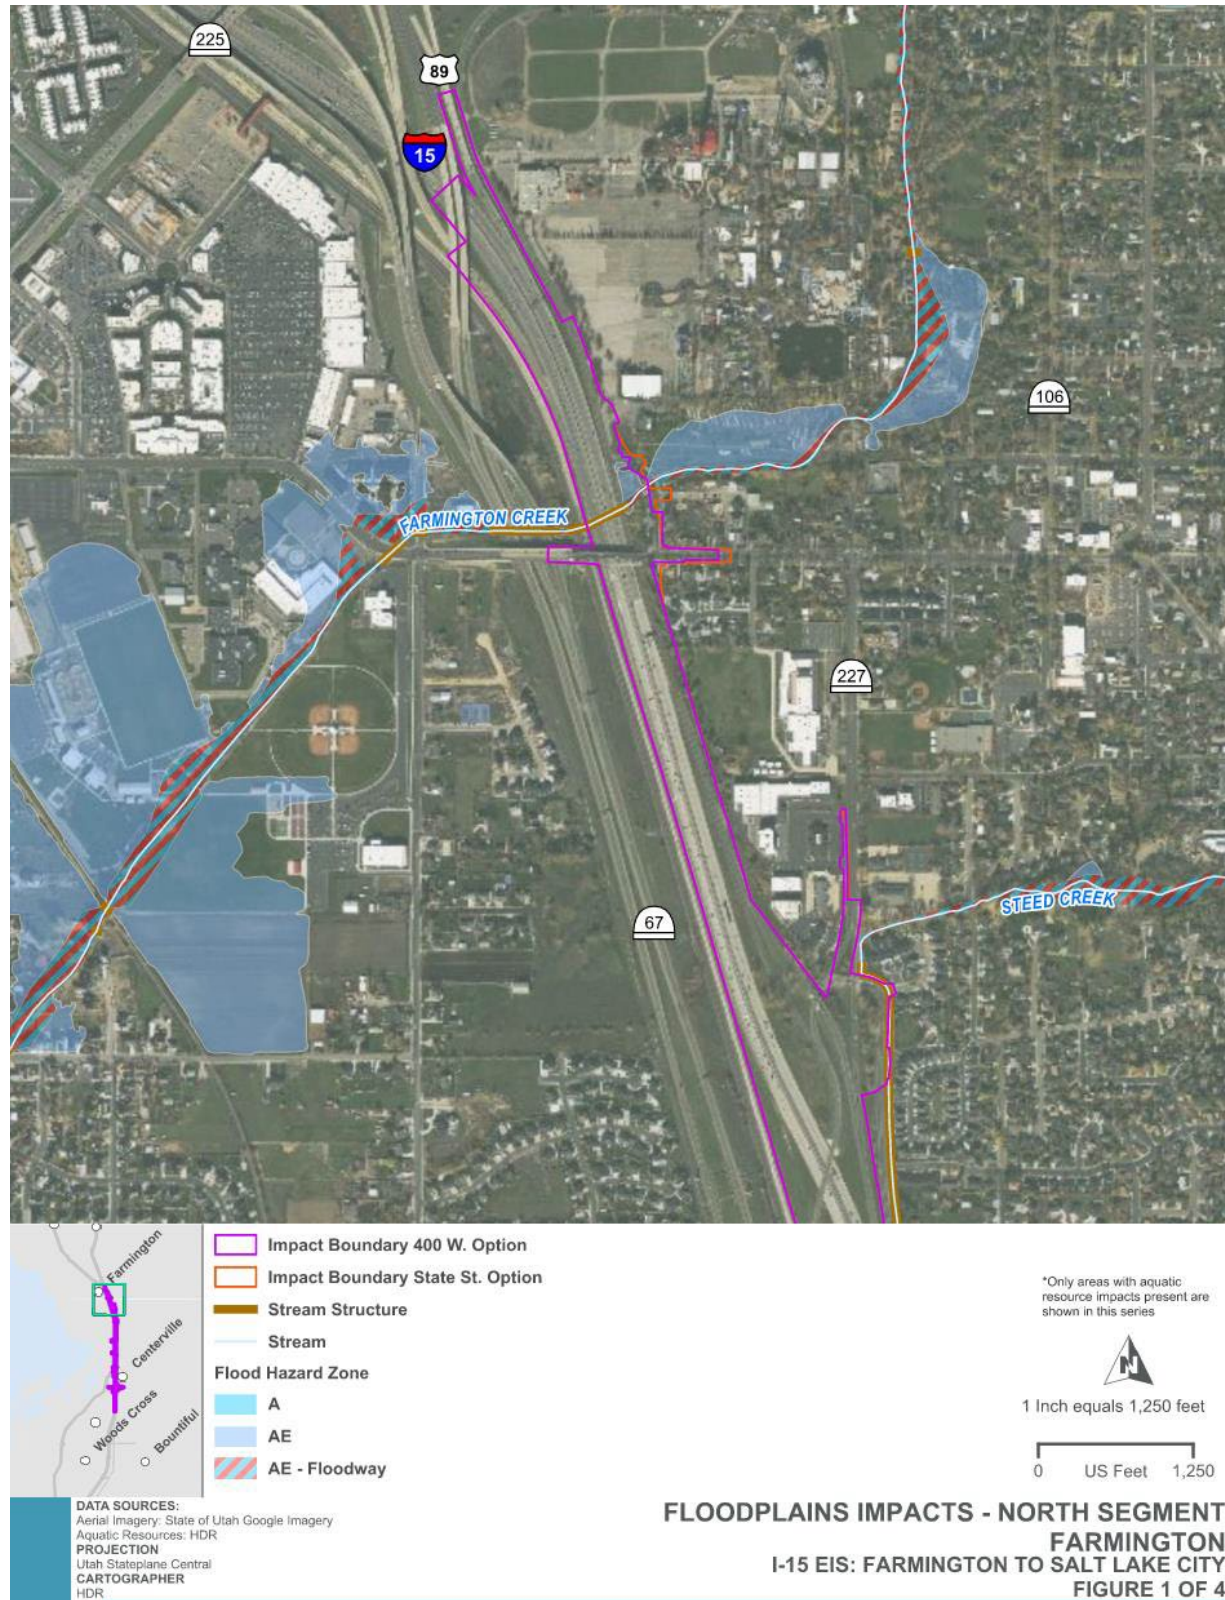 225
89
15
106
FARMINGTON CREEK
227
STEED CREEK
67
Farmington
Centerville
Woods Cross
Bountiful
Impact Boundary 400 W. Option
Impact Boundary State St. Option
Stream Structure
Stream
Flood Hazard Zone
A
AE
AE - Floodway
*Only areas with aquatic
resource impacts present are
shown in this series
N
1 Inch equals 1,250 feet
0 US Feet 1,250
DATA SOURCES:
Aerial Imagery: State of Utah Google Imagery
Aquatic Resources: HDR
PROJECTION
Utah Stateplane Central
CARTOGRAPHER
HDR
FLOODPLAINS IMPACTS - NORTH SEGMENT
FARMINGTON
I-15 EIS: FARMINGTON TO SALT LAKE CITY
FIGURE 1 OF 4